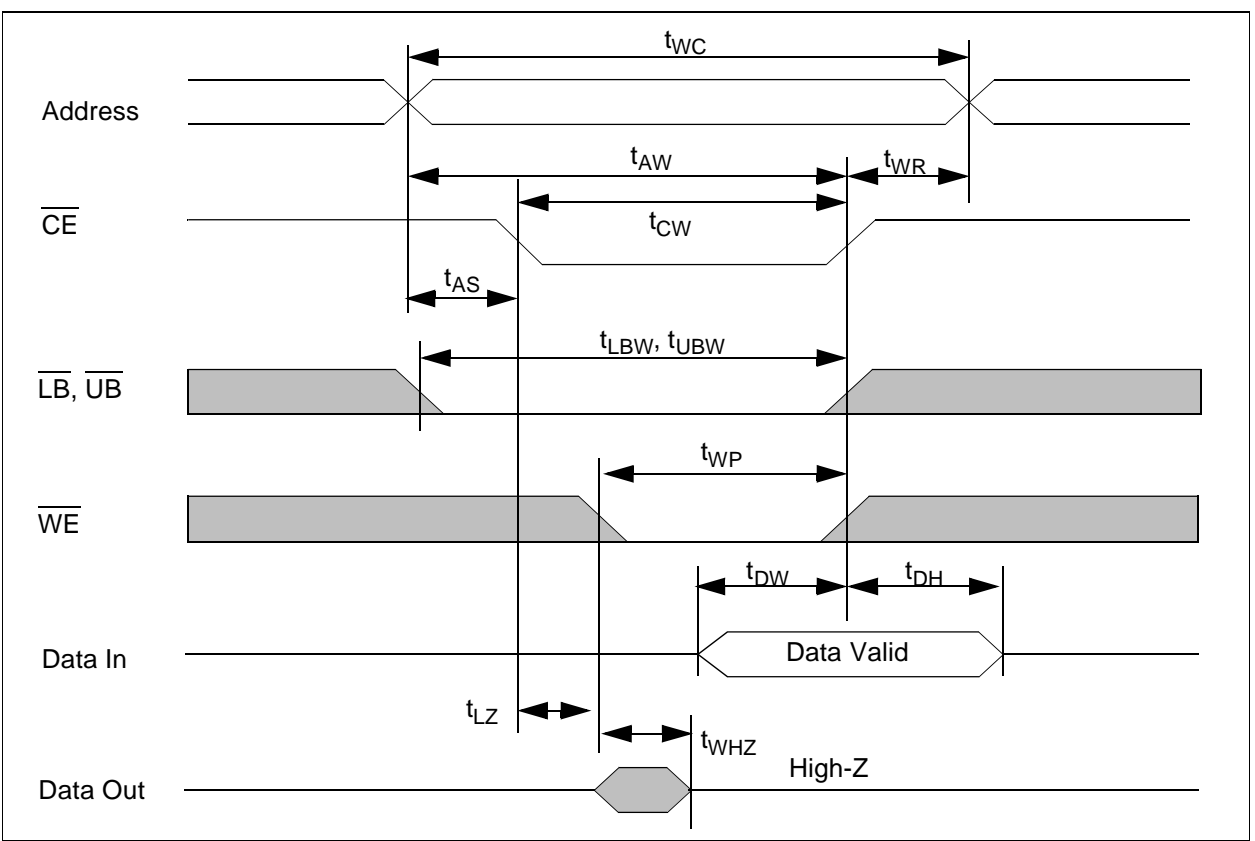 tWC
Address
tAW
tWR
CE
tCW
tAS
tLBW, tUBW
LB, UB
tWP
WE
tDW
tDH
Data In
Data Valid
tLZ
tWHZ
High-Z
Data Out